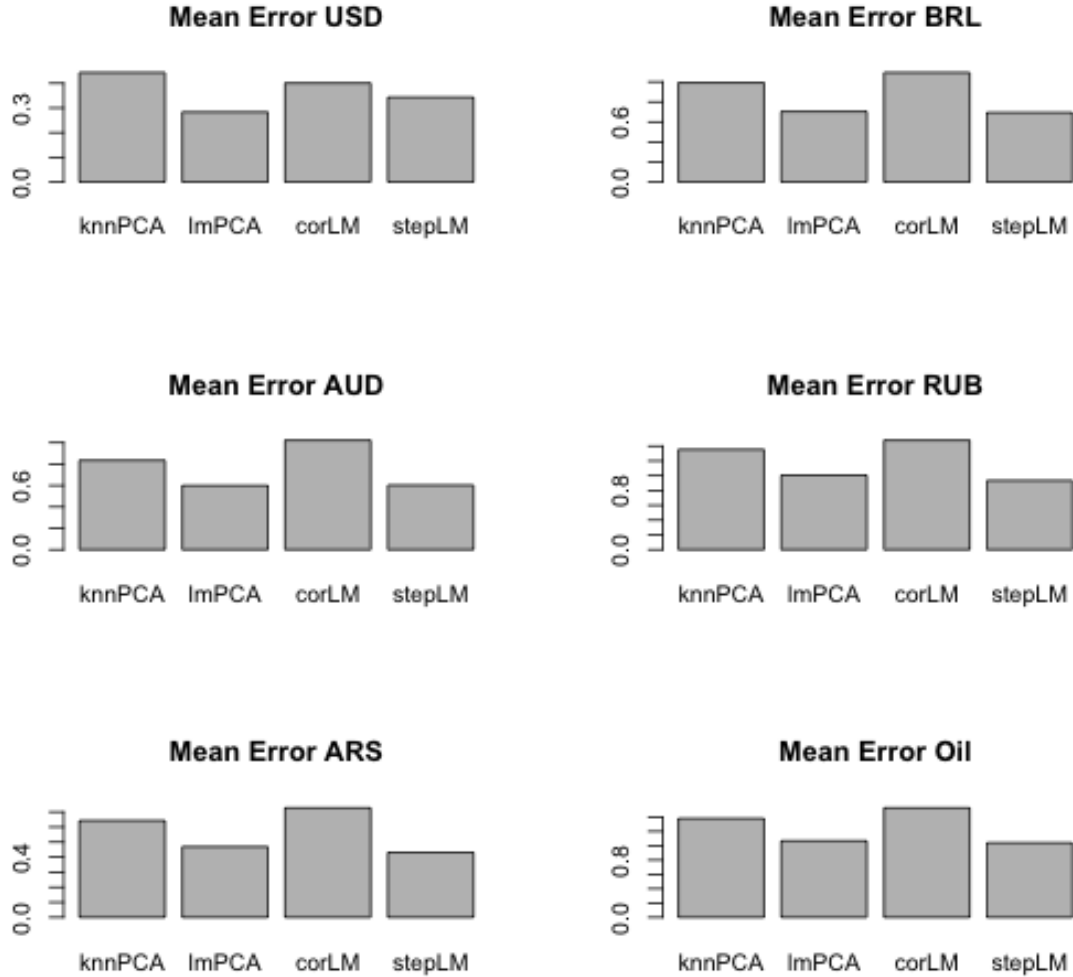 Mean Error USD
0.3
0.0
knnPCA lmPCA corLM stepLM
Mean Error BRL
0.6
0.0
knnPCA lmPCA corLM stepLM
Mean Error AUD
0.6
0.0
knnPCA lmPCA corLM stepLM
Mean Error RUB
0.8
0.0
knnPCA lmPCA corLM stepLM
Mean Error ARS
0.4
0.0
knnPCA lmPCA corLM stepLM
Mean Error Oil
0.8
0.0
knnPCA lmPCA corLM stepLM